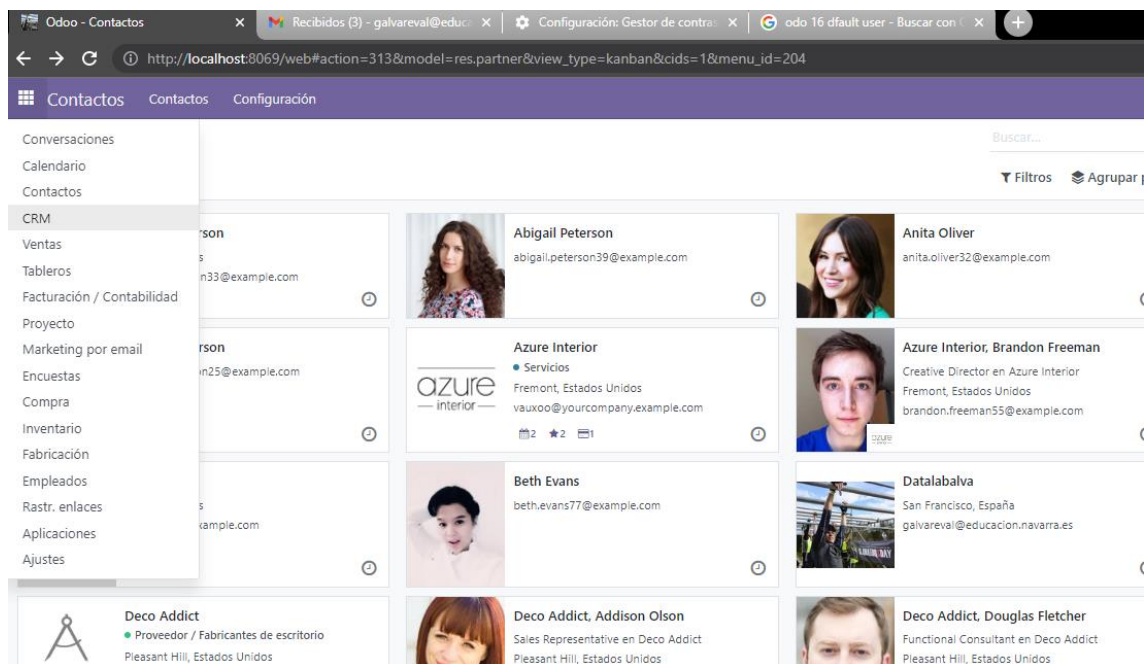 Odoo - Contactos
Recibidos (3) - galvareval@educa
Configuración: Gestor de contras
odo 16 dfault user - Buscar con
http://localhost:8069/web#action=313&model=res.partner&view_type=kanban&cids=1&menu_id=204
Contactos Contactos Configuración
Buscar...
Filtros Agrupar p
Conversaciones
Calendario
Contactos
CRM
Ventas
Tableros
Facturación / Contabilidad
Proyecto
Marketing por email
Encuestas
Compra
Inventario
Fabricación
Empleados
Rastr. enlaces
Aplicaciones
Ajustes
rson
s
n33@example.com
Abigail Peterson
abigail.peterson39@example.com
Anita Oliver
anita.oliver32@example.com
rson
n25@example.com
azure
interior
Azure Interior
Servicios
Fremont, Estados Unidos
vauxoo@yourcompany.example.com
2 2 1
Azure Interior, Brandon Freeman
Creative Director en Azure Interior
Fremont, Estados Unidos
brandon.freeman55@example.com
azure
s
xample.com
Beth Evans
beth.evans77@example.com
Datalabalva
San Francisco, España
galvareval@educacion.navarra.es
Deco Addict
Proveedor / Fabricantes de escritorio
Pleasant Hill, Estados Unidos
Deco Addict, Addison Olson
Sales Representative en Deco Addict
Pleasant Hill, Estados Unidos
Deco Addict, Douglas Fletcher
Functional Consultant en Deco Addict
Pleasant Hill, Estados Unidos